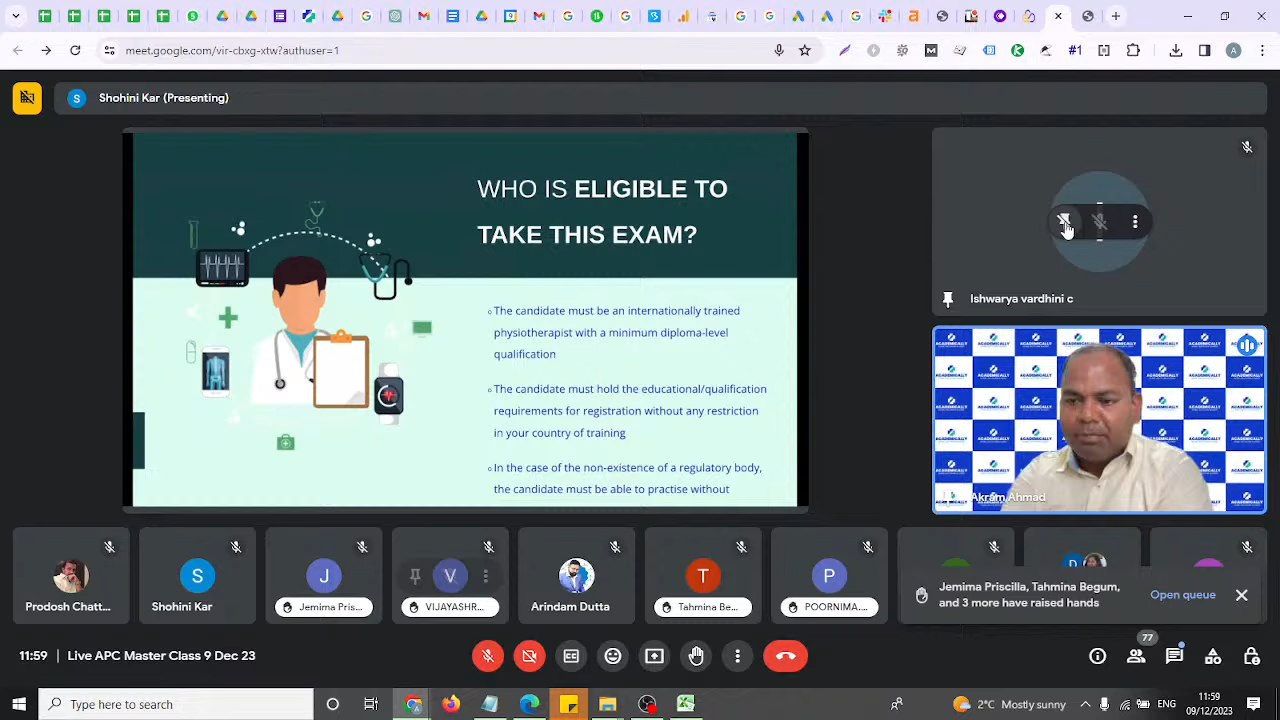 meet.google.com/vir-cbxg-xtw?authuser=1
S
Shohini Kar (Presenting)
WHO IS ELIGIBLE TO
TAKE THIS EXAM?
The candidate must be an internationally trained
physiotherapist with a minimum diploma-level
qualification
The candidate must hold the educational/qualification
requirements for registration without any restriction
in your country of training
In the case of the non-existence of a regulatory body,
the candidate must be able to practise without
Ishwarya vardhini c
ACADEMICALLY
Akram Ahmad
Prodosh Chatt...
S
Shohini Kar
J
Jemima Pris...
V
VIJAYASHR...
Arindam Dutta
T
Tahmina Be...
P
POORNIMA...
Jemima Priscilla, Tahmina Begum,
and 3 more have raised hands
Open queue
11:59 | Live APC Master Class 9 Dec 23
77
Type here to search
2°C Mostly sunny
ENG
11:59
09/12/2023